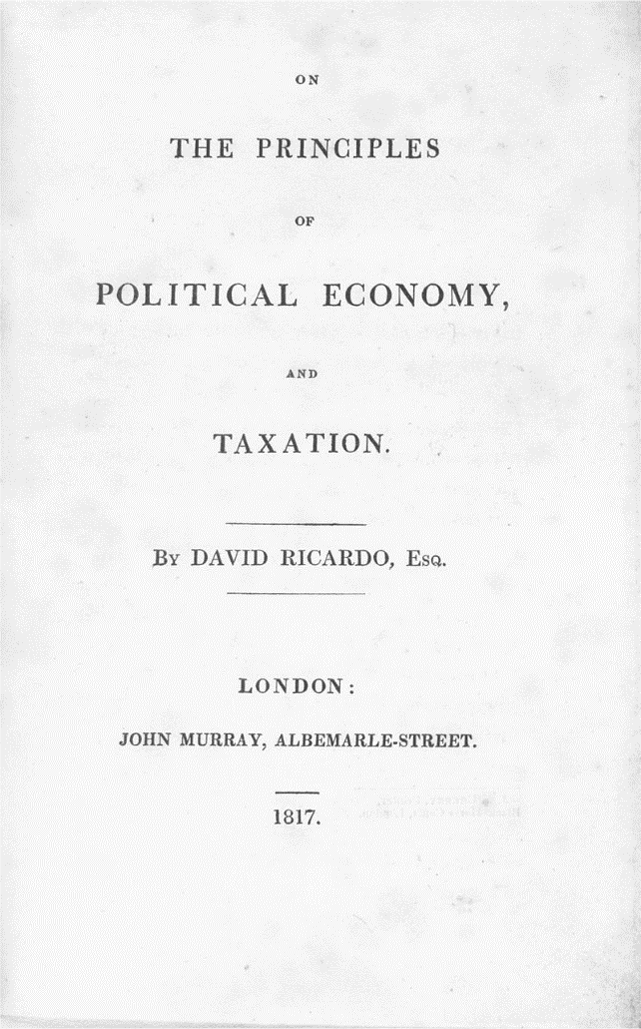 ON
THE PRINCIPLES
OF
POLITICAL ECONOMY,
AND
TAXATION.
BY DAVID RICARDO, ESQ.
LONDON:
JOHN MURRAY, ALBEMARLE-STREET.
1817.